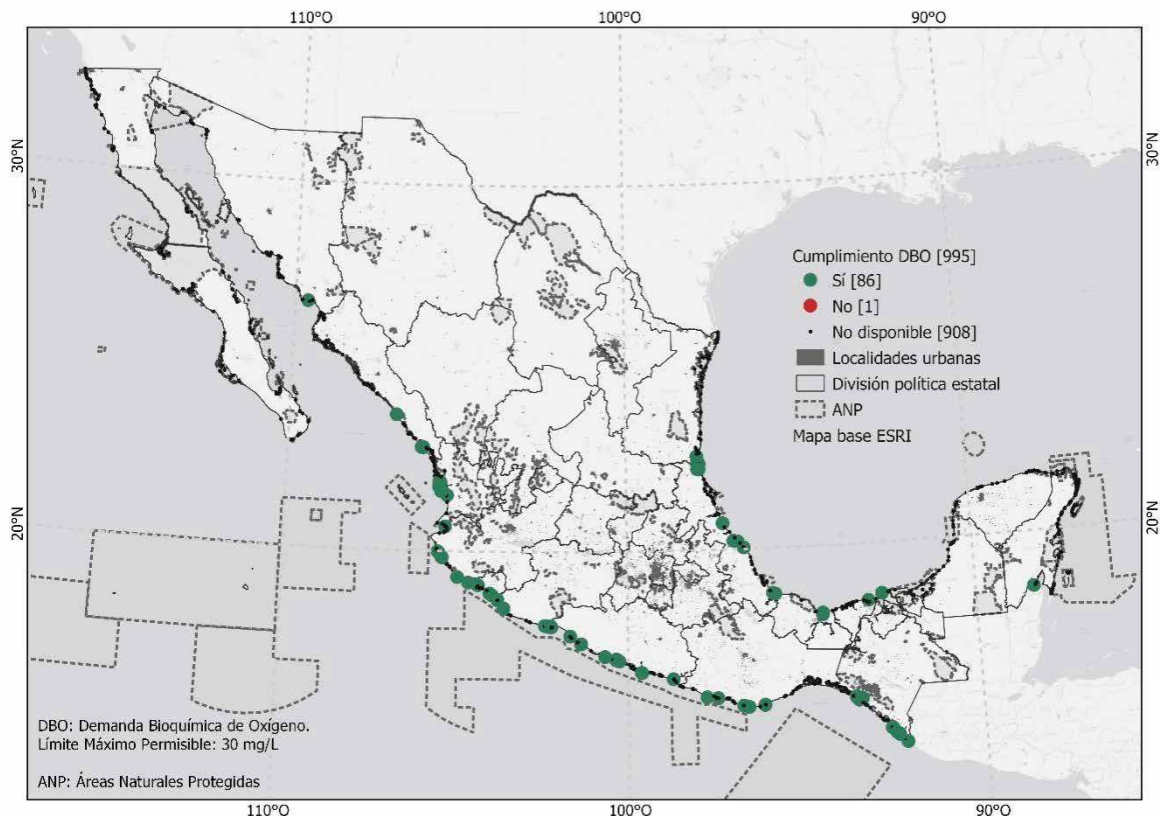 110°O
100°O
90°O
30°N
30°N
20°N
20°N
Cumplimiento DBO [995]
Sí [86]
No [1]
No disponible [908]
Localidades urbanas
División política estatal
ANP
Mapa base ESRI
DBO: Demanda Bioquímica de Oxígeno.
Límite Máximo Permisible: 30 mg/L
ANP: Áreas Naturales Protegidas
110°O
100°O
90°O